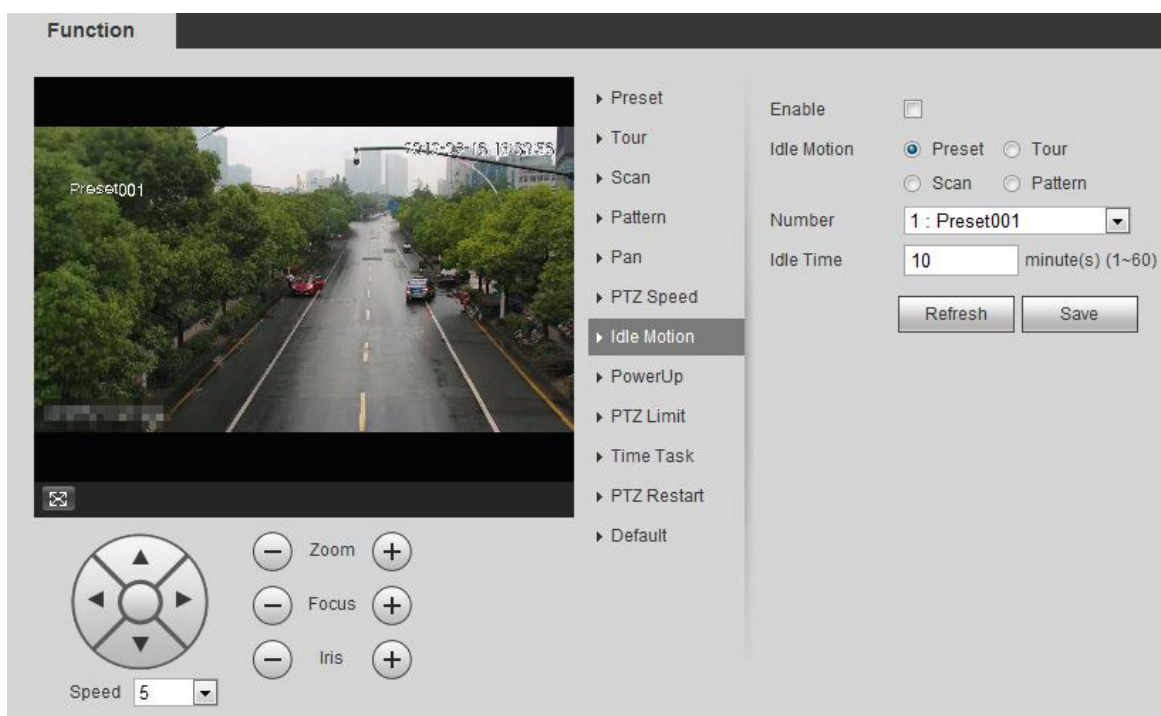 Function
Preset001
Preset
Tour
Scan
Pattern
Pan
PTZ Speed
Idle Motion
PowerUp
PTZ Limit
Time Task
PTZ Restart
Default
Enable
Idle Motion Preset Tour
Scan Pattern
Number 1 : Preset001
Idle Time 10 minute(s) (1~60)
Refresh Save
Zoom
Focus
Iris
Speed 5